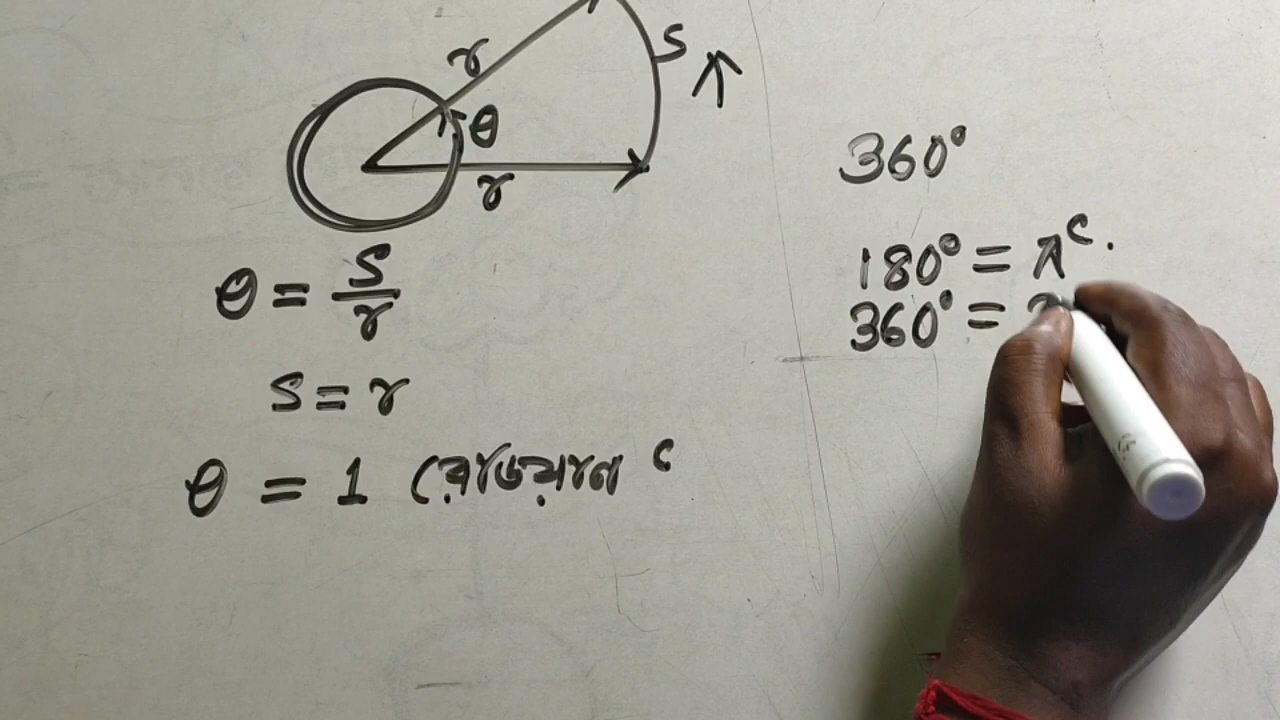 r
S
θ
r
θ = S/r
S = r
θ = 1 রেডিয়ান ᶜ
360°
180° = πᶜ.
360° =